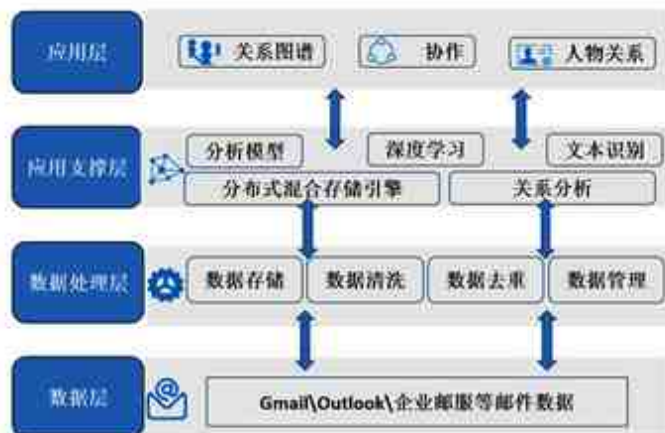 应用层
关系图谱 协作 人物关系
应用支撑层
分析模型 深度学习 文本识别
分布式混合存储引擎 关系分析
数据处理层
数据存储 数据清洗 数据去重 数据管理
数据层
Gmail\Outlook\企业邮服等邮件数据